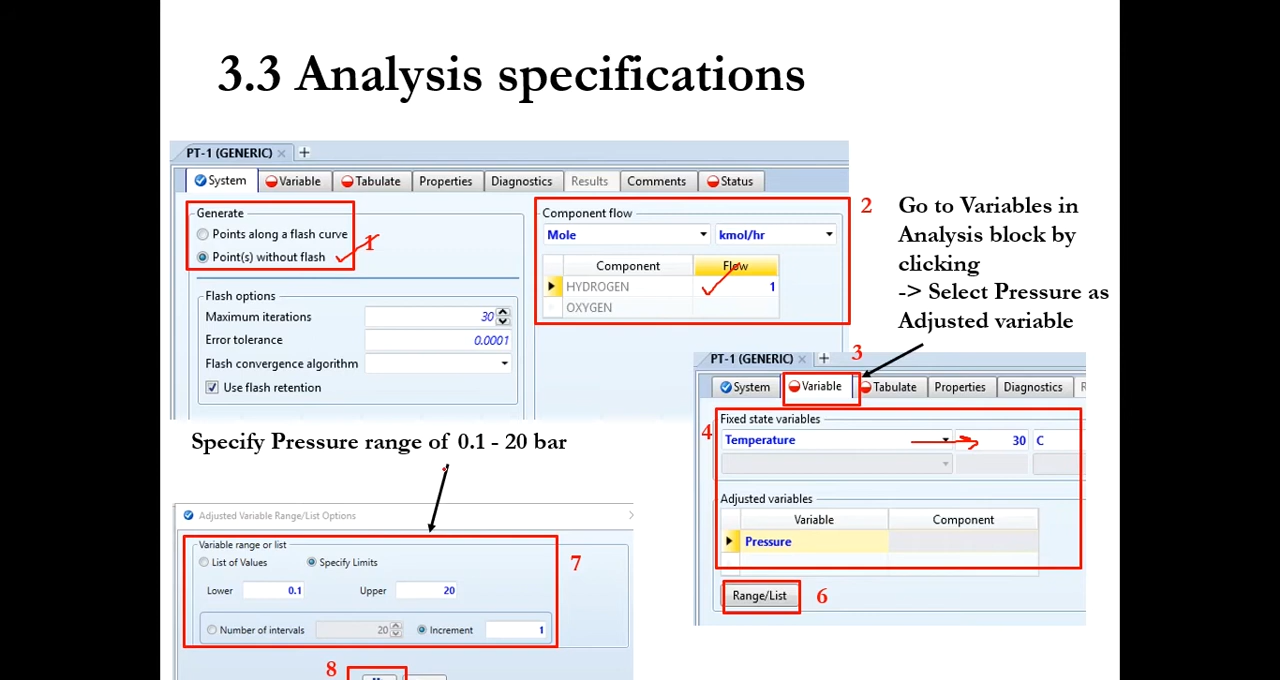 3.3 Analysis specifications
PT-1 (GENERIC)
System Variable Tabulate Properties Diagnostics Results Comments Status
Generate
Points along a flash curve
Point(s) without flash
1
Flash options
Maximum iterations 30
Error tolerance 0.0001
Flash convergence algorithm
Use flash retention
Component flow
Mole kmol/hr
Component Flow
HYDROGEN 1
OXYGEN
2
Go to Variables in
Analysis block by
clicking
-> Select Pressure as
Adjusted variable
3
PT-1 (GENERIC)
System Variable Tabulate Properties Diagnostics
4
Fixed state variables
Temperature 30 C
Adjusted variables
Variable Component
Pressure
Range/List
6
Specify Pressure range of 0.1 - 20 bar
Adjusted Variable Range/List Options
Variable range or list
List of Values Specify Limits
Lower 0.1 Upper 20
Number of intervals 20 Increment 1
7
8